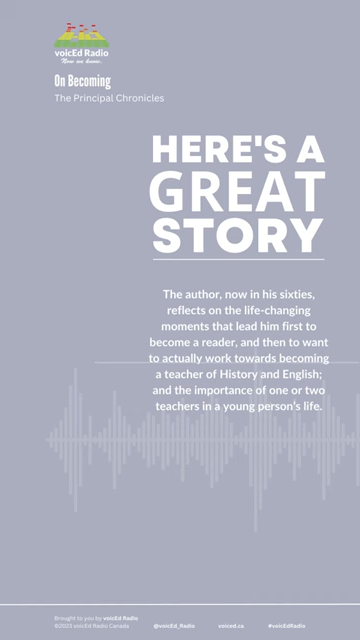 voicEd Radio
Now we know.
On Becoming
The Principal Chronicles
HERE'S A
GREAT
STORY
The author, now in his sixties,
reflects on the life-changing
moments that lead him first to
become a reader, and then to want
to actually work towards becoming
a teacher of History and English;
and the importance of one or two
teachers in a young person's life.
Brought to you by voicEd Radio
©2023 voicEd Radio Canada
@voicEd_Radio
voiced.ca
#voicEdRadio